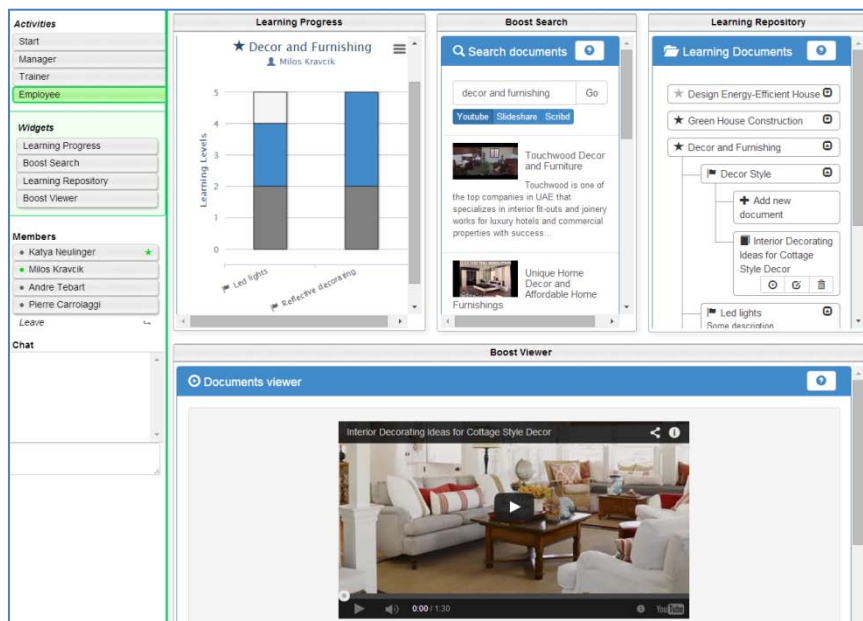 Activities
Start
Manager
Trainer
Employee
Widgets
Learning Progress
Boost Search
Learning Repository
Boost Viewer
Members
Katya Neulinger
Milos Kravcik
Andre Tebart
Pierre Carrolaggi
Leave
Chat
Learning Progress
Decor and Furnishing
Milos Kravcik
Learning Levels
5
4
3
2
1
0
Led lights
Reflective decorating
Boost Search
Search documents
decor and furnishing
Go
Youtube Slideshare Scribd
Touchwood Decor
and Furniture
Touchwood is one of
the top companies in UAE that
specializes in interior fit-outs and joinery
works for luxury hotels and commercial
properties with success...
Unique Home
Decor and
Affordable Home
Furnishings
Learning Repository
Learning Documents
Design Energy-Efficient House
Green House Construction
Decor and Furnishing
Decor Style
Add new
document
Interior Decorating
Ideas for Cottage
Style Decor
Led lights
Some description
Boost Viewer
Documents viewer
Interior Decorating Ideas for Cottage Style Decor
0:00 / 1:30
YouTube